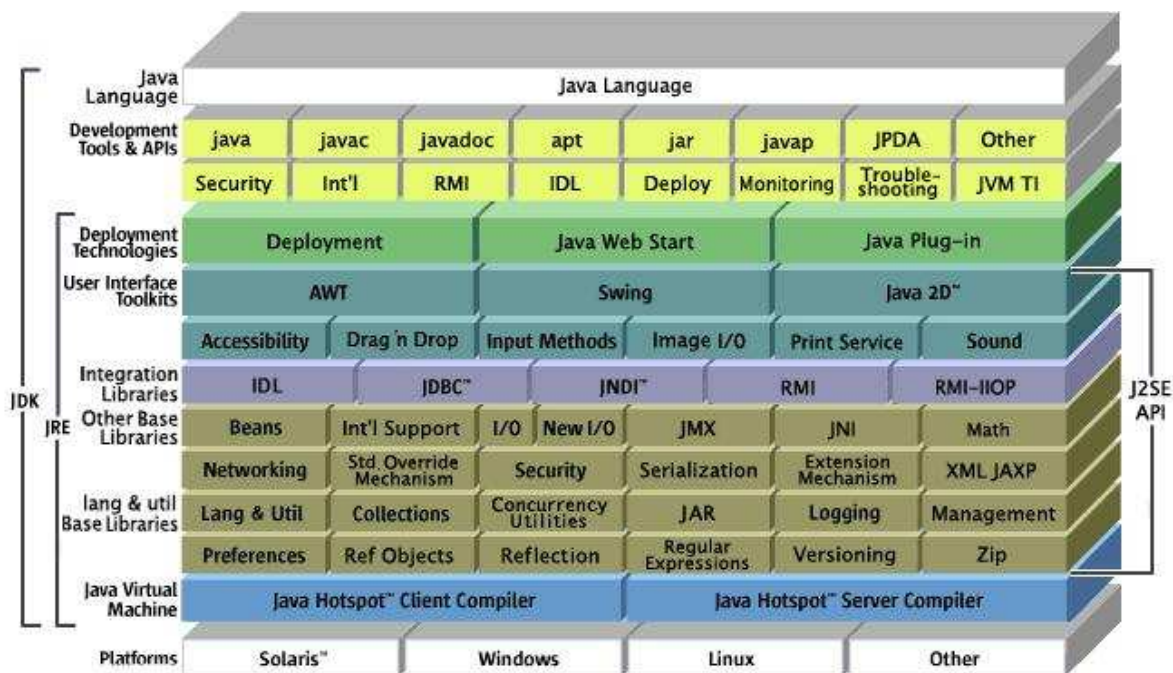 Java Language
Java Language
Development Tools & APIs
java javac javadoc apt jar javap JPDA Other
Security Int'l RMI IDL Deploy Monitoring Trouble-shooting JVM TI
Deployment Technologies
Deployment Java Web Start Java Plug-in
User Interface Toolkits
AWT Swing Java 2D™
Accessibility Drag 'n Drop Input Methods Image I/O Print Service Sound
Integration Libraries
IDL JDBC™ JNDI™ RMI RMI-IIOP
JDK
JRE
J2SE API
Other Base Libraries
Beans Int'l Support I/O New I/O JMX JNI Math
Networking Std. Override Mechanism Security Serialization Extension Mechanism XML JAXP
lang & util Base Libraries
Lang & Util Collections Concurrency Utilities JAR Logging Management
Preferences Ref Objects Reflection Regular Expressions Versioning Zip
Java Virtual Machine
Java Hotspot™ Client Compiler Java Hotspot™ Server Compiler
Platforms
Solaris™ Windows Linux Other